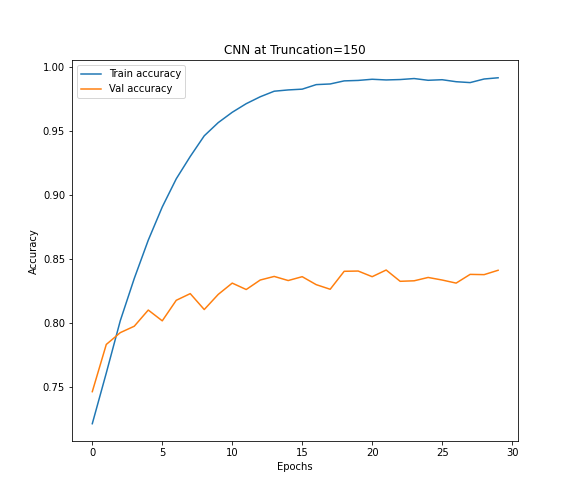 CNN at Truncation=150
Train accuracy
Val accuracy
1.00
0.95
0.90
0.85
0.80
0.75
Accuracy
0 5 10 15 20 25 30
Epochs